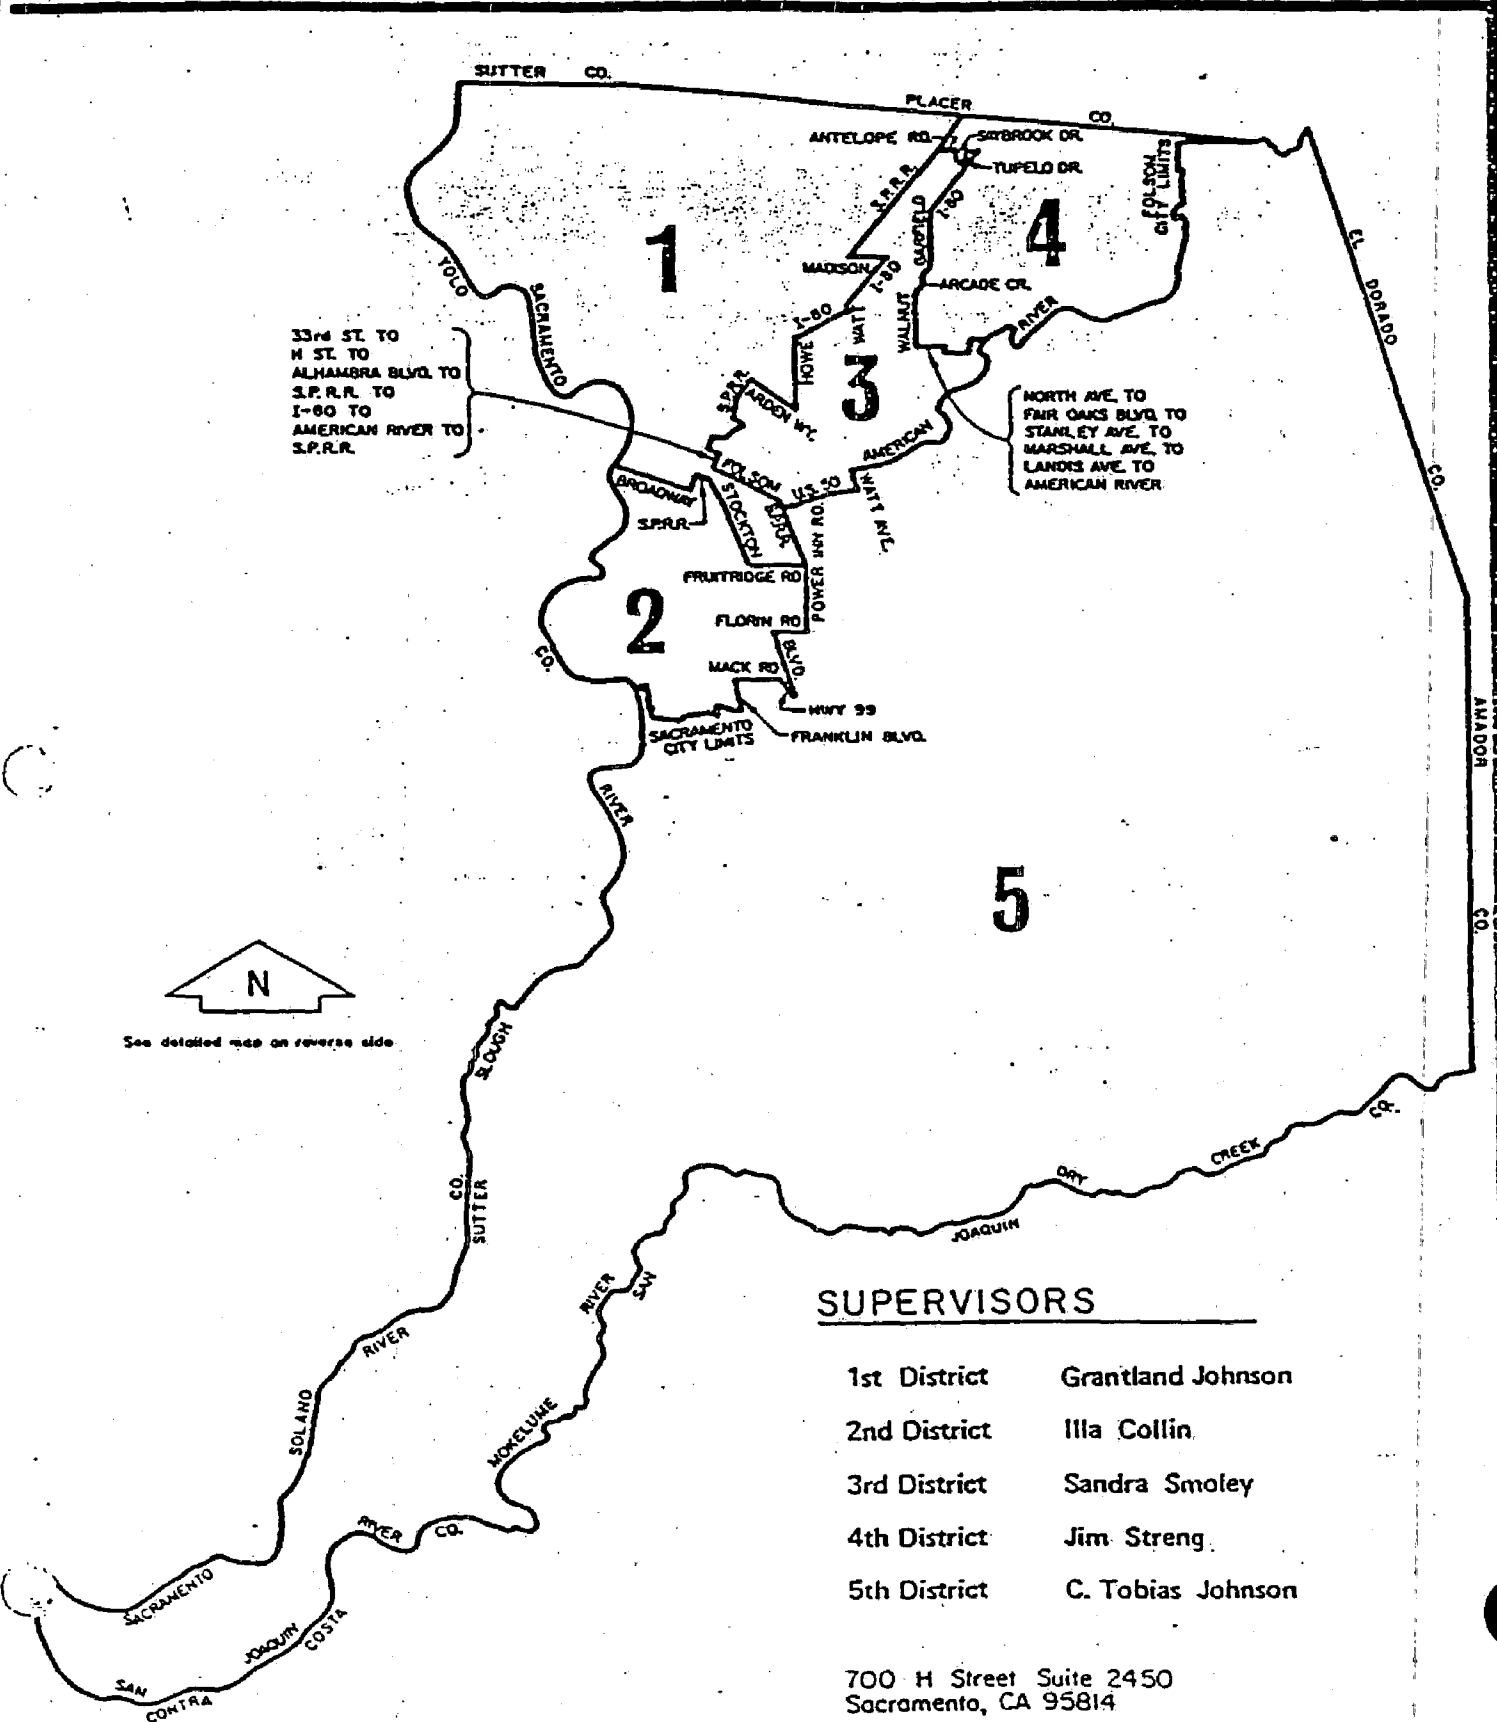 SUTTER CO.
PLACER CO.
ANTELOPE RD.
SAYBROOK DR.
TUPELO DR.
S.P.R.R.
GARFIELD
I-80
FOLSOM
CITY LIMITS
1
4
MADISON
I-80
ARCADE CR.
YOLO
SACRAMENTO
I-80
WATT
WALNUT
RIVER
EL DORADO CO.
33rd ST. TO
H ST. TO
ALHAMBRA BLVD. TO
S.P.R.R. TO
I-80 TO
AMERICAN RIVER TO
S.P.R.R.
HOWE
3
S.P.R.R.
ARDEN WY.
AMERICAN
NORTH AVE. TO
FAIR OAKS BLVD. TO
STANLEY AVE. TO
MARSHALL AVE. TO
LANDIS AVE. TO
AMERICAN RIVER
FOLSOM
U.S. 50
BROADWAY
STOCKTON
S.P.R.R.
WATT AVE.
S.P.R.R.
POWER INN RD.
FRUITRIDGE RD
2
FLORIN RD
BLVD.
CO.
MACK RD
HWY 99
SACRAMENTO
CITY LIMITS
FRANKLIN BLVD.
AMADOR CO.
RIVER
5
N
See detailed map on reverse side
SLOUGH
CO.
SUTTER
CO.
CREEK
DRY
JOAQUIN
RIVER
SAN
RIVER
SOLANO
MOKELUME
RIVER
CO.
SACRAMENTO
JOAQUIN
COSTA
SAN
CONTRA
SUPERVISORS
1st District Grantland Johnson
2nd District Illa Collin
3rd District Sandra Smoley
4th District Jim Streng
5th District C. Tobias Johnson
700 H Street Suite 2450
Sacramento, CA 95814